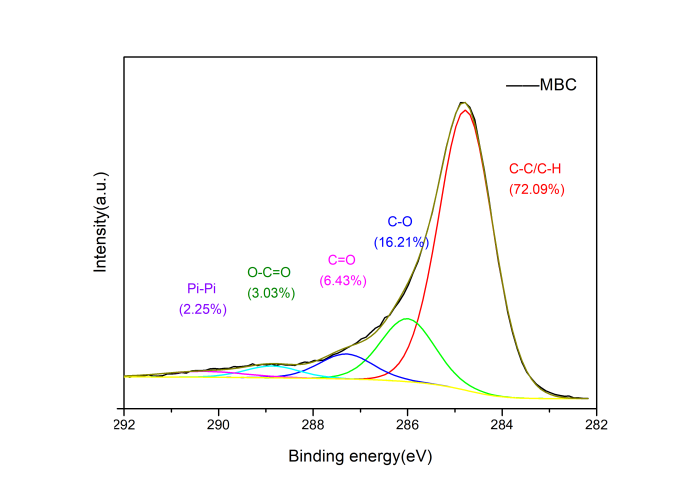 MBC
C-C/C-H
(72.09%)
C-O
(16.21%)
C=O
(6.43%)
O-C=O
(3.03%)
Pi-Pi
(2.25%)
Intensity(a.u.)
292 290 288 286 284 282
Binding energy(eV)